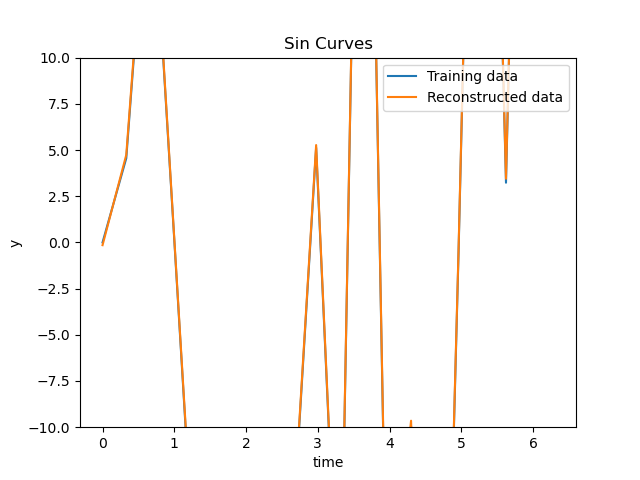 Sin Curves
Training data
Reconstructed data
10.0
7.5
5.0
2.5
0.0
−2.5
−5.0
−7.5
−10.0
y
0 1 2 3 4 5 6
time